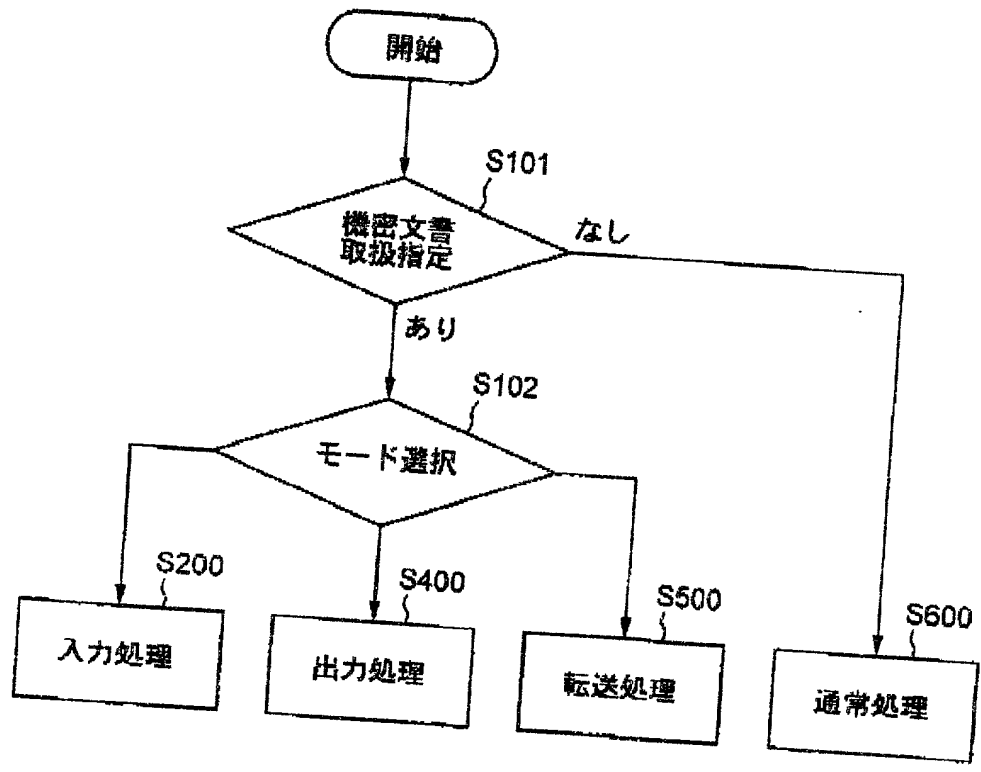 開始
S101
機密文書
取扱指定
なし
あり
S102
モード選択
S200
入力処理
S400
出力処理
S500
転送処理
S600
通常処理